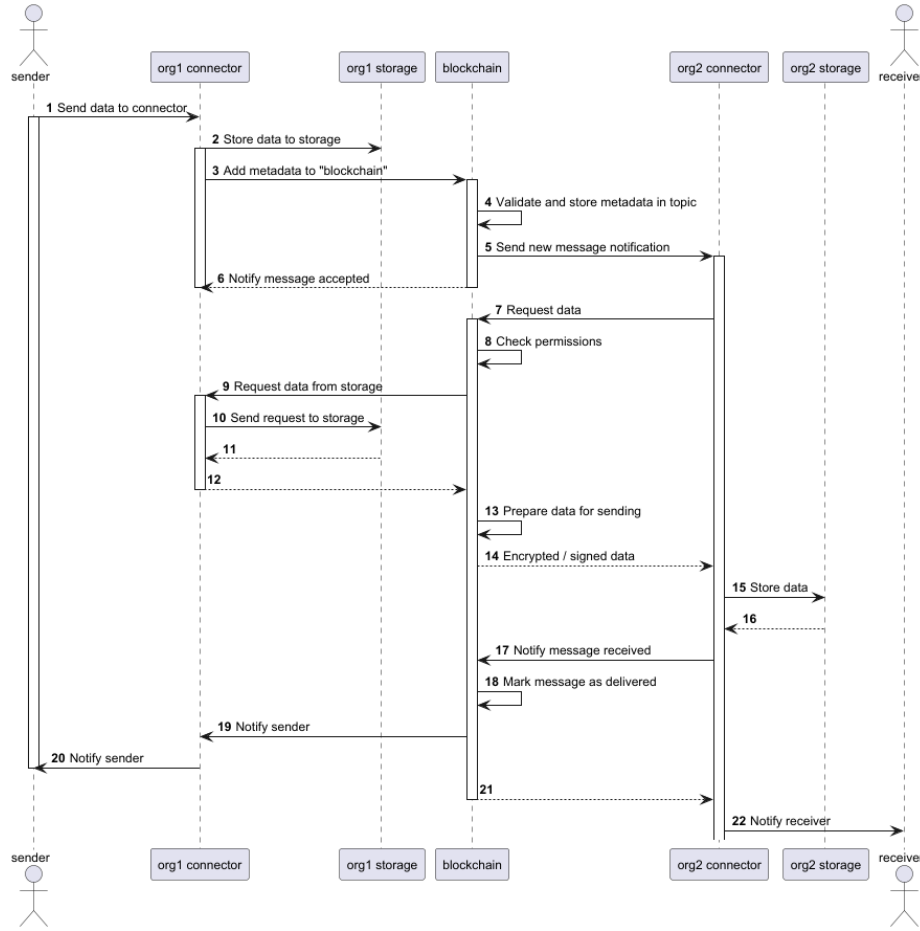 sender
org1 connector
org1 storage
blockchain
org2 connector
org2 storage
receive
1 Send data to connector
2 Store data to storage
3 Add metadata to "blockchain"
4 Validate and store metadata in topic
5 Send new message notification
6 Notify message accepted
7 Request data
8 Check permissions
9 Request data from storage
10 Send request to storage
11
12
13 Prepare data for sending
14 Encrypted / signed data
15 Store data
16
17 Notify message received
18 Mark message as delivered
19 Notify sender
20 Notify sender
21
22 Notify receiver
sender
org1 connector
org1 storage
blockchain
org2 connector
org2 storage
receive